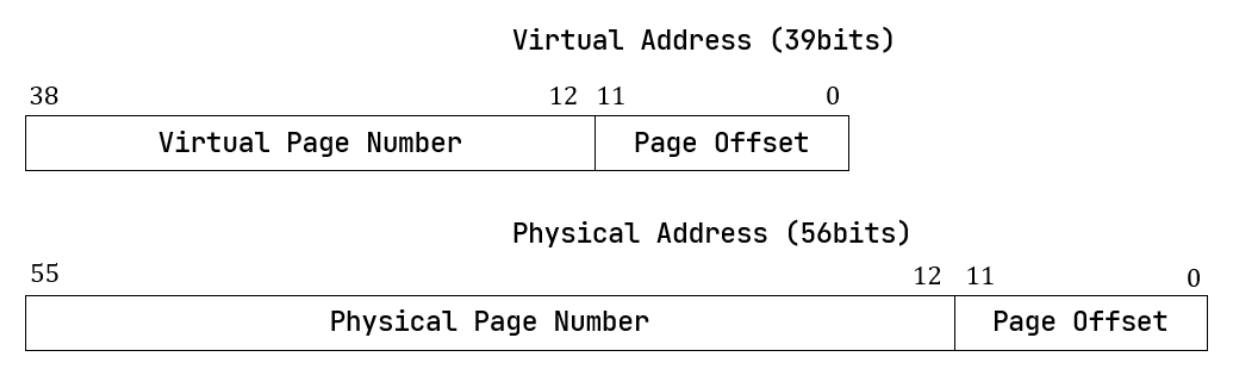 Virtual Address (39bits)
38 12 11 0
Virtual Page Number Page Offset
Physical Address (56bits)
55 12 11 0
Physical Page Number Page Offset